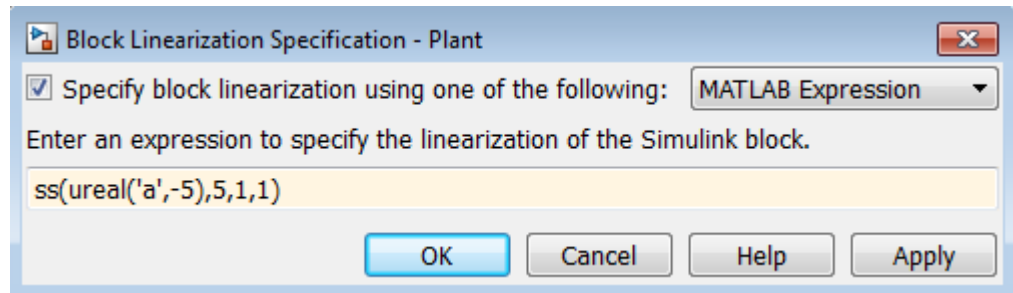 Block Linearization Specification - Plant
Specify block linearization using one of the following: MATLAB Expression
Enter an expression to specify the linearization of the Simulink block.
ss(ureal('a',-5),5,1,1)
OK Cancel Help Apply